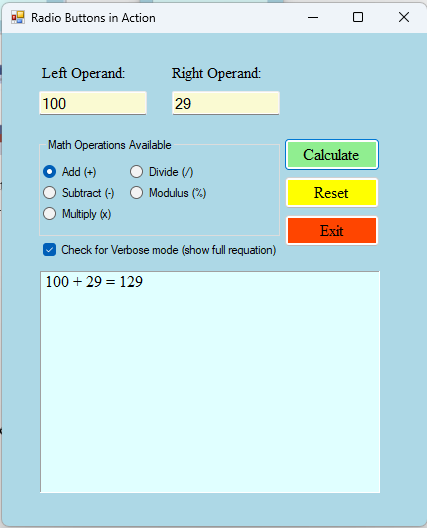 Radio Buttons in Action
Left Operand: Right Operand:
100 29
Math Operations Available
Add (+) Divide (/)
Subtract (-) Modulus (%)
Multiply (x)
Calculate
Reset
Exit
Check for Verbose mode (show full requation)
100 + 29 = 129